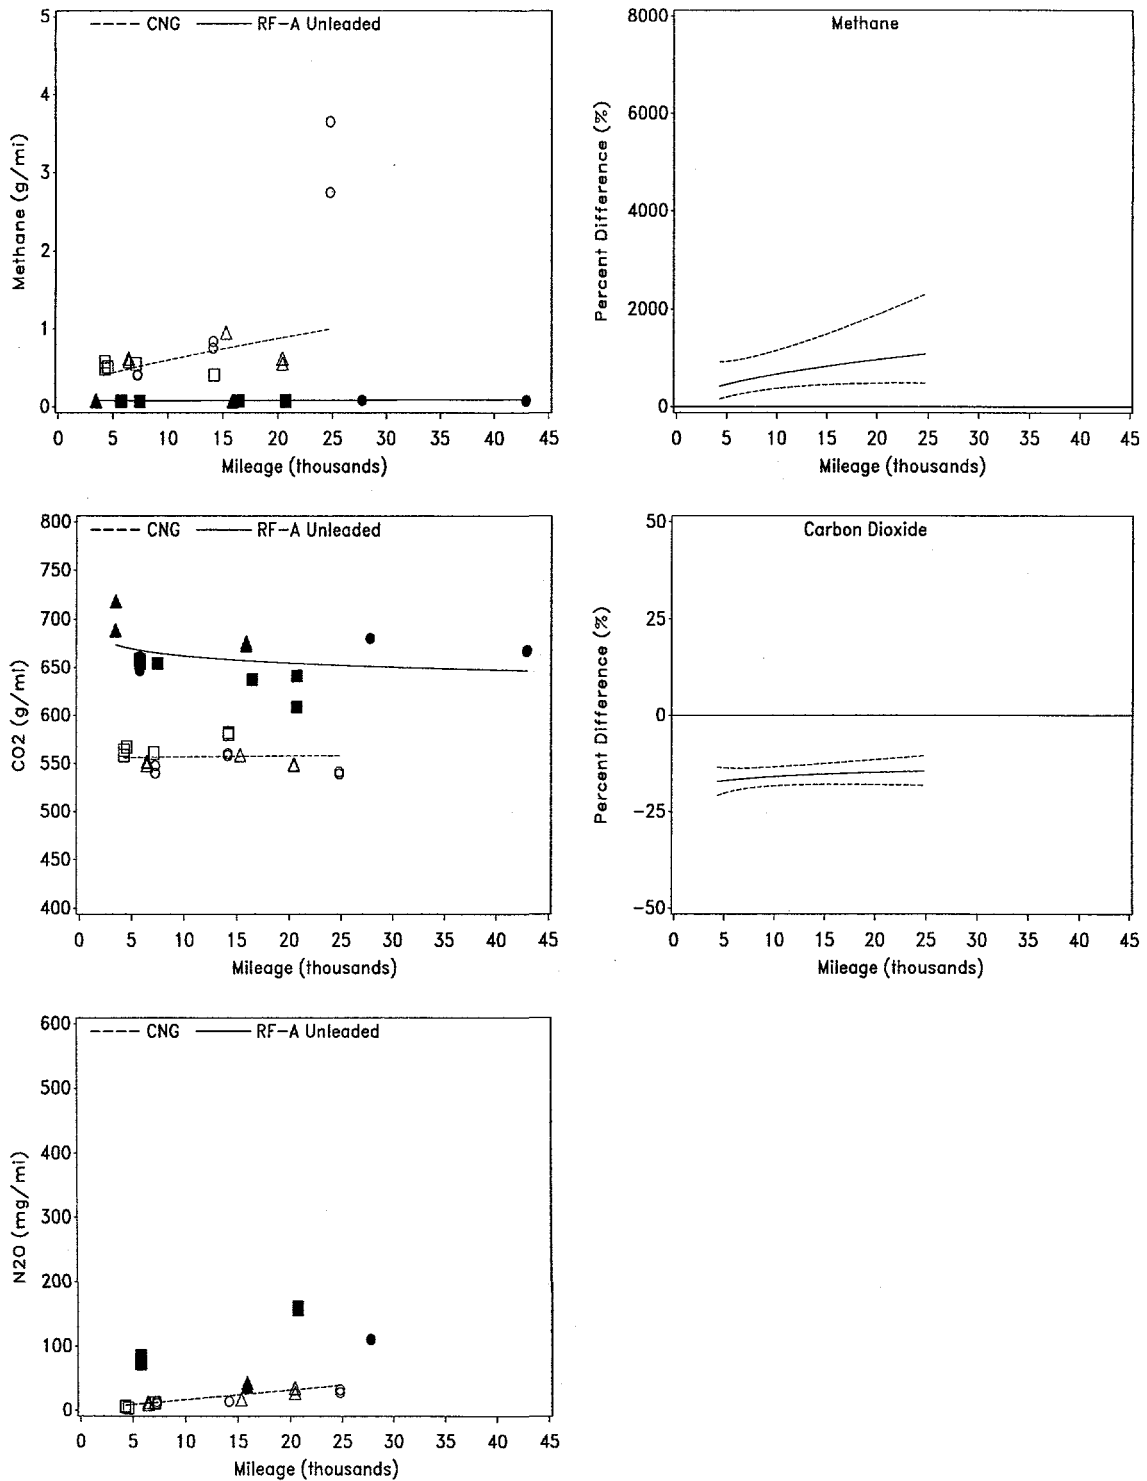 CNG RF-A Unleaded
Methane (g/mi)
5
4
3
2
1
0
0 5 10 15 20 25 30 35 40 45
Mileage (thousands)
Methane
Percent Difference (%)
8000
6000
4000
2000
0
0 5 10 15 20 25 30 35 40 45
Mileage (thousands)
CNG RF-A Unleaded
CO2 (g/mi)
800
750
700
650
600
550
500
450
400
0 5 10 15 20 25 30 35 40 45
Mileage (thousands)
Carbon Dioxide
Percent Difference (%)
50
25
0
-25
-50
0 5 10 15 20 25 30 35 40 45
Mileage (thousands)
CNG RF-A Unleaded
N2O (mg/mi)
600
500
400
300
200
100
0
0 5 10 15 20 25 30 35 40 45
Mileage (thousands)